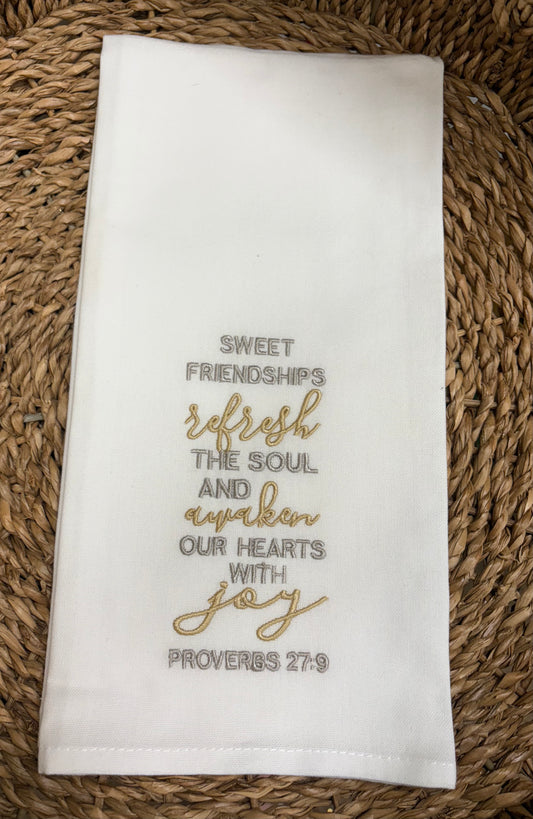 SWEET
FRIENDSHIPS
refresh
THE SOUL
AND
awaken
OUR HEARTS
WITH
joy
PROVERBS 27:9